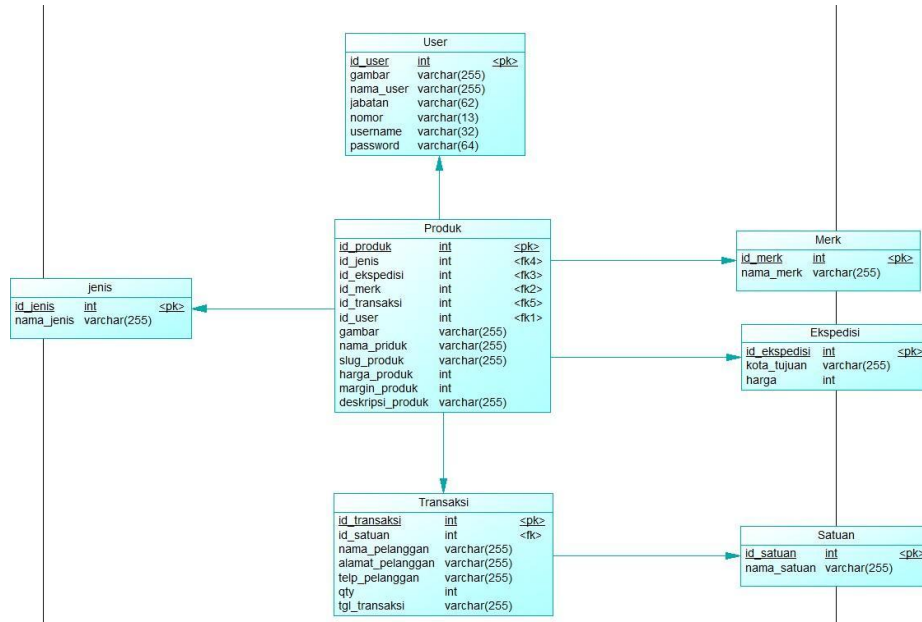 User
id_user int <pk>
gambar varchar(255)
nama_user varchar(255)
jabatan varchar(62)
nomor varchar(13)
username varchar(32)
password varchar(64)
Produk
id_produk int <pk>
id_jenis int <fk4>
id_ekspedisi int <fk3>
id_merk int <fk2>
id_transaksi int <fk5>
id_user int <fk1>
gambar varchar(255)
nama_priduk varchar(255)
slug_produk varchar(255)
harga_produk int
margin_produk int
deskripsi_produk varchar(255)
Merk
id_merk int <pk>
nama_merk varchar(255)
jenis
id_jenis int <pk>
nama_jenis varchar(255)
Ekspedisi
id_ekspedisi int <pk>
kota_tujuan varchar(255)
harga int
Transaksi
id_transaksi int <pk>
id_satuan int <fk>
nama_pelanggan varchar(255)
alamat_pelanggan varchar(255)
telp_pelanggan varchar(255)
qty int
tgl_transaksi varchar(255)
Satuan
id_satuan int <pk>
nama_satuan varchar(255)